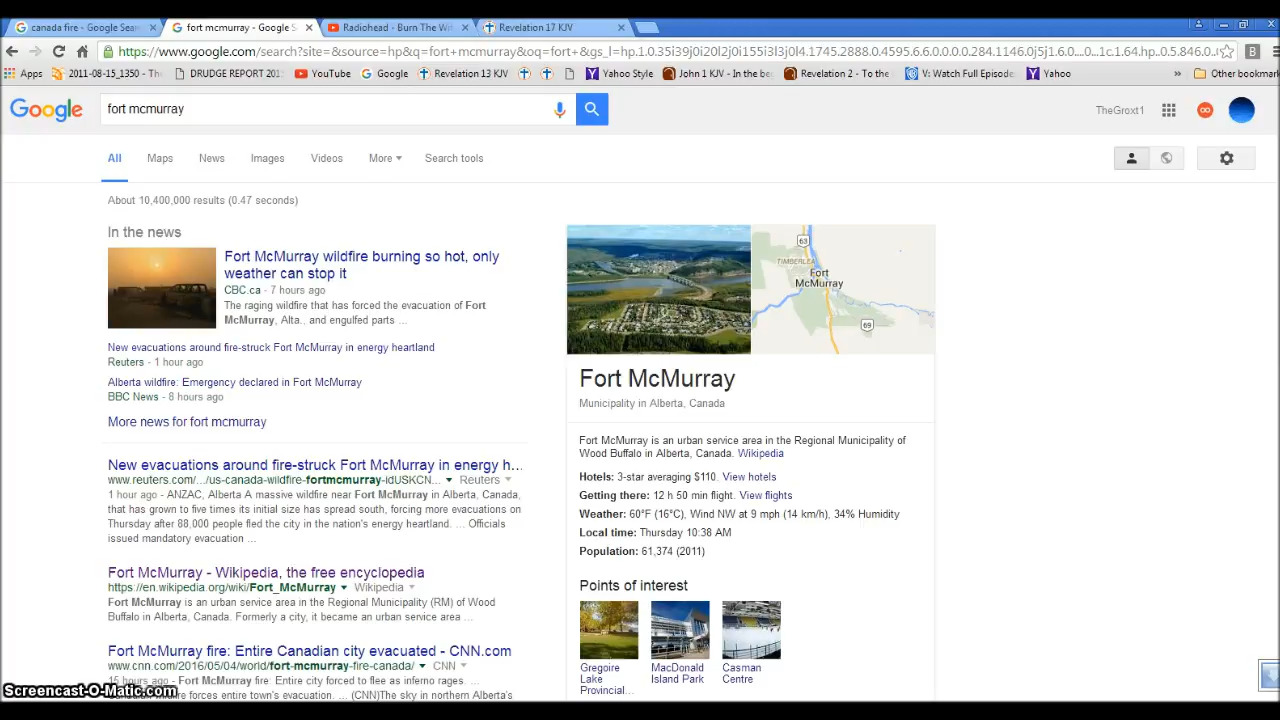 canada fire - Google Sear
fort mcmurray - Google S
Radiohead - Burn The Wit
Revelation 17 KJV
https://www.google.com/search?site=&source=hp&q=fort+mcmurray&oq=fort+&gs_l=hp.1.0.35i39j0i20l2j0i155i3l3j0l4.1745.2888.0.4595.6.6.0.0.0.0.284.1146.0j5j1.6.0....0...1c.1.64.hp..0.5.846.0
Apps
2011-08-15_1350 - Th
DRUDGE REPORT 201
YouTube
Google
Revelation 13 KJV
Yahoo Style
John 1 KJV - In the beg
Revelation 2 - To the
V: Watch Full Episode
Yahoo
»
Other bookmar
Google
fort mcmurray
TheGroxt1
All
Maps
News
Images
Videos
More
Search tools
About 10,400,000 results (0.47 seconds)
In the news
Fort McMurray wildfire burning so hot, only
weather can stop it
CBC.ca - 7 hours ago
The raging wildfire that has forced the evacuation of Fort
McMurray, Alta., and engulfed parts ...
New evacuations around fire-struck Fort McMurray in energy heartland
Reuters - 1 hour ago
Alberta wildfire: Emergency declared in Fort McMurray
BBC News - 8 hours ago
More news for fort mcmurray
New evacuations around fire-struck Fort McMurray in energy h...
www.reuters.com/.../us-canada-wildfire-fortmcmurray-idUSKCN... Reuters
1 hour ago - ANZAC, Alberta A massive wildfire near Fort McMurray in Alberta, Canada,
that has grown to five times its initial size has spread south, forcing more evacuations on
Thursday after 88,000 people fled the city in the nation's energy heartland. ... Officials
issued mandatory evacuation ...
Fort McMurray - Wikipedia, the free encyclopedia
https://en.wikipedia.org/wiki/Fort_McMurray Wikipedia
Fort McMurray is an urban service area in the Regional Municipality (RM) of Wood
Buffalo in Alberta, Canada. Formerly a city, it became an urban service area ...
Fort McMurray fire: Entire Canadian city evacuated - CNN.com
www.cnn.com/2016/05/04/world/fort-mcmurray-fire-canada/ CNN
15 hours ago - Fort McMurray fire: Entire city forced to flee as inferno rages. ...
Canadian wildfire forces entire town's evacuation. ... (CNN)The sky in northern Alberta's
63
TIMBERLEA
Fort
McMurray
69
Fort McMurray
Municipality in Alberta, Canada
Fort McMurray is an urban service area in the Regional Municipality of
Wood Buffalo in Alberta, Canada. Wikipedia
Hotels: 3-star averaging $110. View hotels
Getting there: 12 h 50 min flight. View flights
Weather: 60°F (16°C), Wind NW at 9 mph (14 km/h), 34% Humidity
Local time: Thursday 10:38 AM
Population: 61,374 (2011)
Points of interest
Gregoire
Lake
Provincial...
MacDonald
Island Park
Casman
Centre
Screencast-O-Matic.com